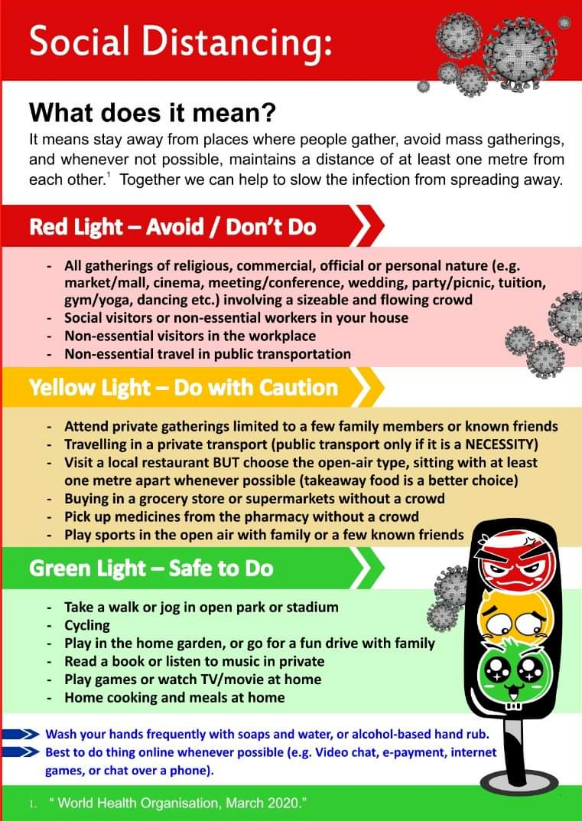 Social Distancing:
What does it mean?
It means stay away from places where people gather, avoid mass gatherings,
and whenever not possible, maintains a distance of at least one metre from
each other.¹ Together we can help to slow the infection from spreading away.
Red Light – Avoid / Don't Do
- All gatherings of religious, commercial, official or personal nature (e.g.
market/mall, cinema, meeting/conference, wedding, party/picnic, tuition,
gym/yoga, dancing etc.) involving a sizeable and flowing crowd
- Social visitors or non-essential workers in your house
- Non-essential visitors in the workplace
- Non-essential travel in public transportation
Yellow Light – Do with Caution
- Attend private gatherings limited to a few family members or known friends
- Travelling in a private transport (public transport only if it is a NECESSITY)
- Visit a local restaurant BUT choose the open-air type, sitting with at least
one metre apart whenever possible (takeaway food is a better choice)
- Buying in a grocery store or supermarkets without a crowd
- Pick up medicines from the pharmacy without a crowd
- Play sports in the open air with family or a few known friends
Green Light – Safe to Do
- Take a walk or jog in open park or stadium
- Cycling
- Play in the home garden, or go for a fun drive with family
- Read a book or listen to music in private
- Play games or watch TV/movie at home
- Home cooking and meals at home
Wash your hands frequently with soaps and water, or alcohol-based hand rub.
Best to do thing online whenever possible (e.g. Video chat, e-payment, internet
games, or chat over a phone).
1. “ World Health Organisation, March 2020.”